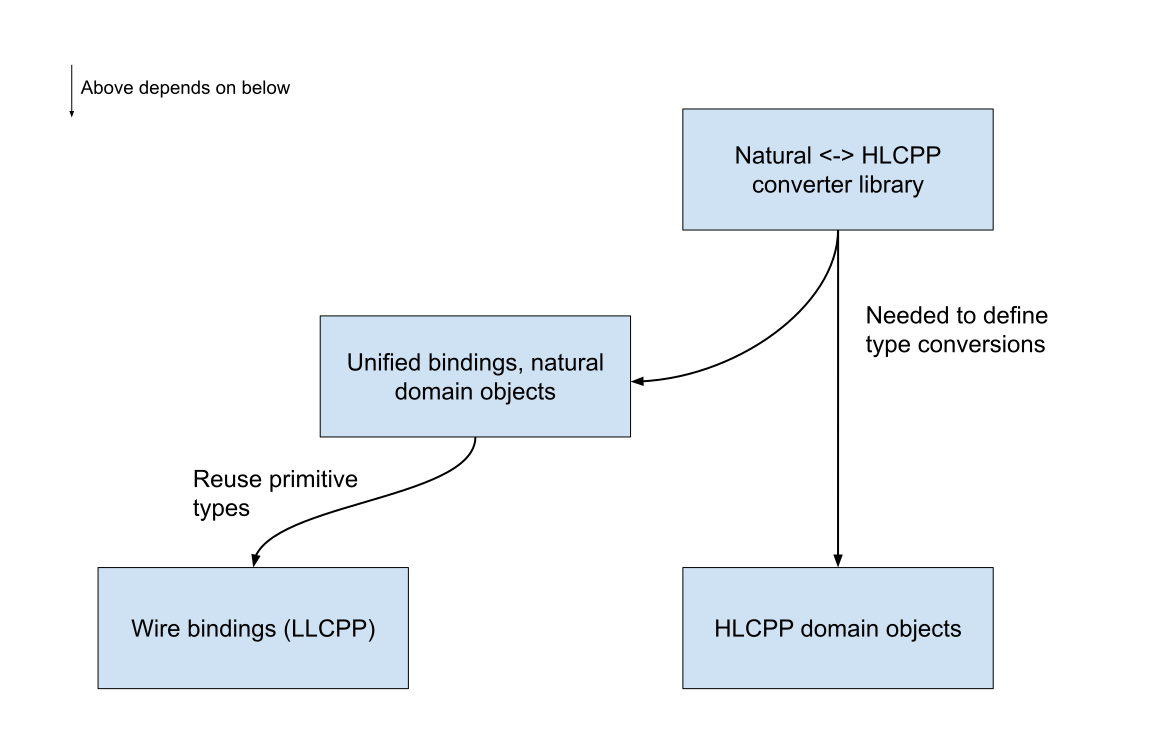 Above depends on below
Natural <-> HLCPP
converter library
Needed to define
type conversions
Unified bindings, natural
domain objects
Reuse primitive
types
Wire bindings (LLCPP)
HLCPP domain objects